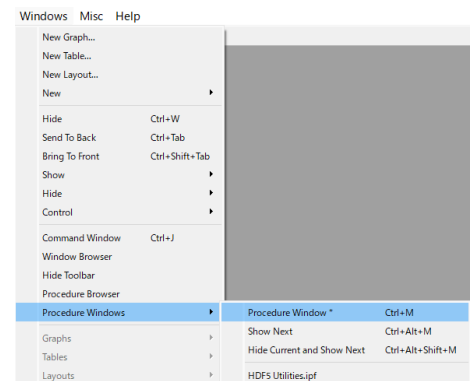 Windows Misc Help
New Graph...
New Table...
New Layout...
New
Hide Ctrl+W
Send To Back Ctrl+Tab
Bring To Front Ctrl+Shift+Tab
Show
Hide
Control
Command Window Ctrl+J
Window Browser
Hide Toolbar
Procedure Browser
Procedure Windows Procedure Window * Ctrl+M
Show Next Ctrl+Alt+M
Graphs
Hide Current and Show Next Ctrl+Alt+Shift+M
Tables
Layouts HDF5 Utilities.ipf